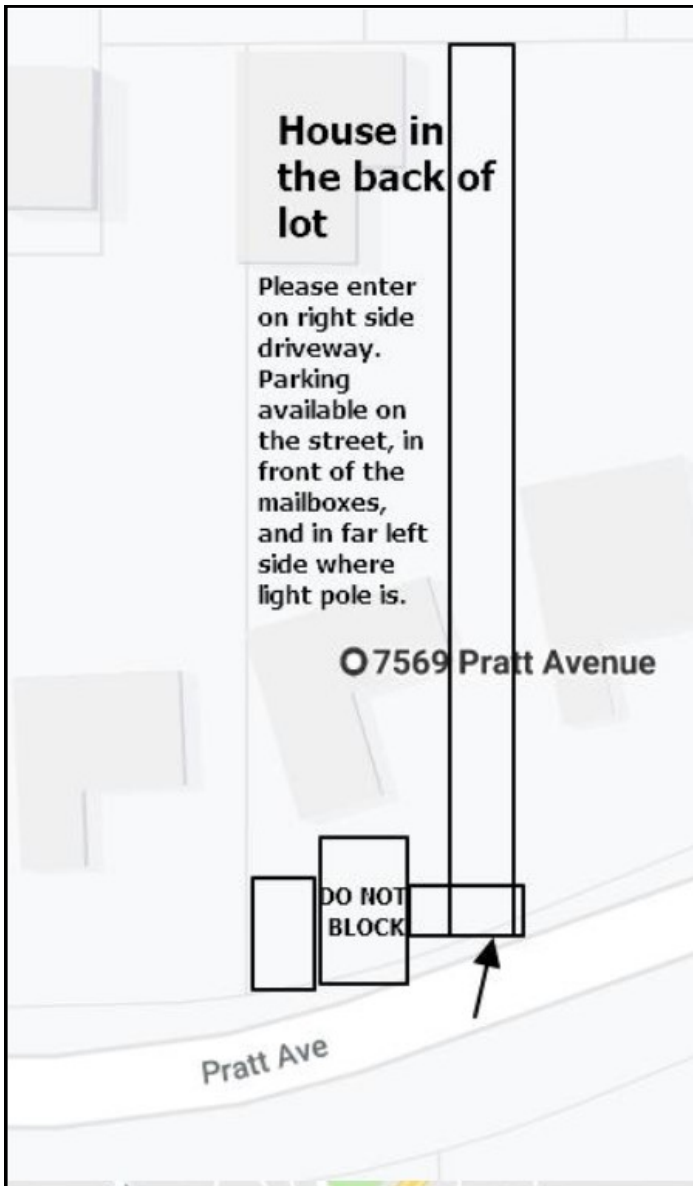 House in
the back of
lot
Please enter
on right side
driveway.
Parking
available on
the street, in
front of the
mailboxes,
and in far left
side where
light pole is.
7569 Pratt Avenue
DO NOT
BLOCK
Pratt Ave